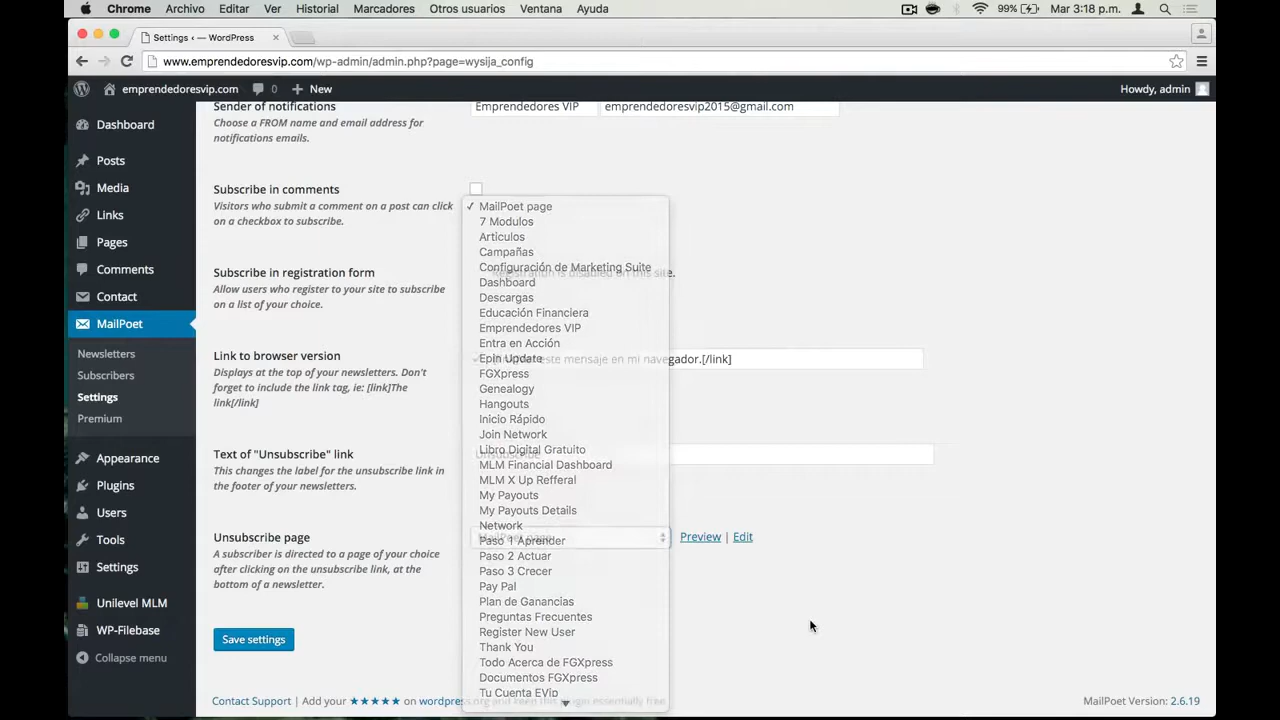 Chrome Archivo Editar Ver Historial Marcadores Otros usuarios Ventana Ayuda 99% Mar 3:18 p.m.
Settings ‹ — WordPress
www.emprendedoresvip.com/wp-admin/admin.php?page=wysija_config
emprendedoresvip.com 0 + New Howdy, admin
Dashboard
Posts
Media
Links
Pages
Comments
Contact
MailPoet
Newsletters
Subscribers
Settings
Premium
Appearance
Plugins
Users
Tools
Settings
Unilevel MLM
WP-Filebase
Collapse menu
Sender of notifications
Choose a FROM name and email address for
notifications emails.
Emprendedores VIP emprendedoresvip2015@gmail.com
Subscribe in comments
Visitors who submit a comment on a post can click
on a checkbox to subscribe.
Subscribe in registration form
Allow users who register to your site to subscribe
on a list of your choice.
Registration is disabled on this site.
Link to browser version
Displays at the top of your newsletters. Don't
forget to include the link tag, ie: [link]The
link[/link]
este mensaje en mi navegador.[/link]
Text of "Unsubscribe" link
This changes the label for the unsubscribe link in
the footer of your newsletters.
Unsubscribe
Unsubscribe page
A subscriber is directed to a page of your choice
after clicking on the unsubscribe link, at the
bottom of a newsletter.
MailPoet page
Preview | Edit
✓ MailPoet page
7 Modulos
Articulos
Campañas
Configuración de Marketing Suite
Dashboard
Descargas
Educación Financiera
Emprendedores VIP
Entra en Acción
Epin Update
FGXpress
Genealogy
Hangouts
Inicio Rápido
Join Network
Libro Digital Gratuito
MLM Financial Dashboard
MLM X Up Refferal
My Payouts
My Payouts Details
Network
Paso 1 Aprender
Paso 2 Actuar
Paso 3 Crecer
Pay Pal
Plan de Ganancias
Preguntas Frecuentes
Register New User
Thank You
Todo Acerca de FGXpress
Documentos FGXpress
Tu Cuenta EVip
Save settings
Contact Support | Add your ★★★★★ on wordpress.org and keep this plugin essentially free.
MailPoet Version: 2.6.19